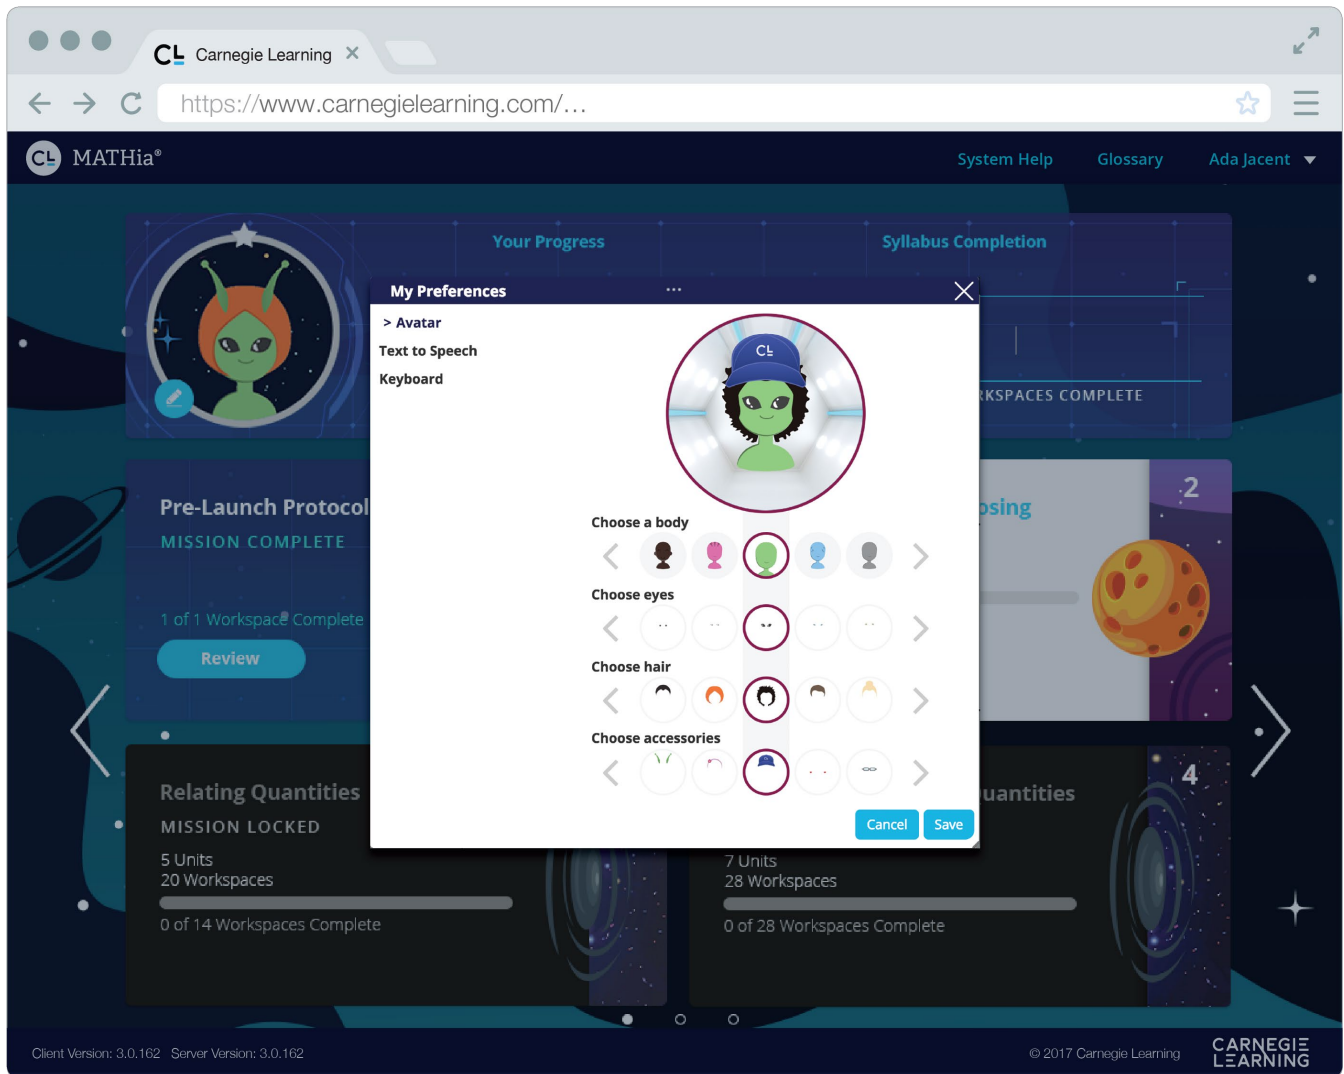 CL Carnegie Learning
https://www.carnegielearning.com/...
CL MATHia®
System Help Glossary Ada Jacent
Your Progress Syllabus Completion
My Preferences
> Avatar
Text to Speech
Keyboard
CL
KSPACES COMPLETE
Choose a body
Choose eyes
Choose hair
Choose accessories
Cancel Save
Pre-Launch Protocol
MISSION COMPLETE
1 of 1 Workspace Complete
Review
osing
2
Relating Quantities
MISSION LOCKED
5 Units
20 Workspaces
0 of 14 Workspaces Complete
uantities
4
7 Units
28 Workspaces
0 of 28 Workspaces Complete
Client Version: 3.0.162 Server Version: 3.0.162
© 2017 Carnegie Learning
CARNEGIE
LEARNING